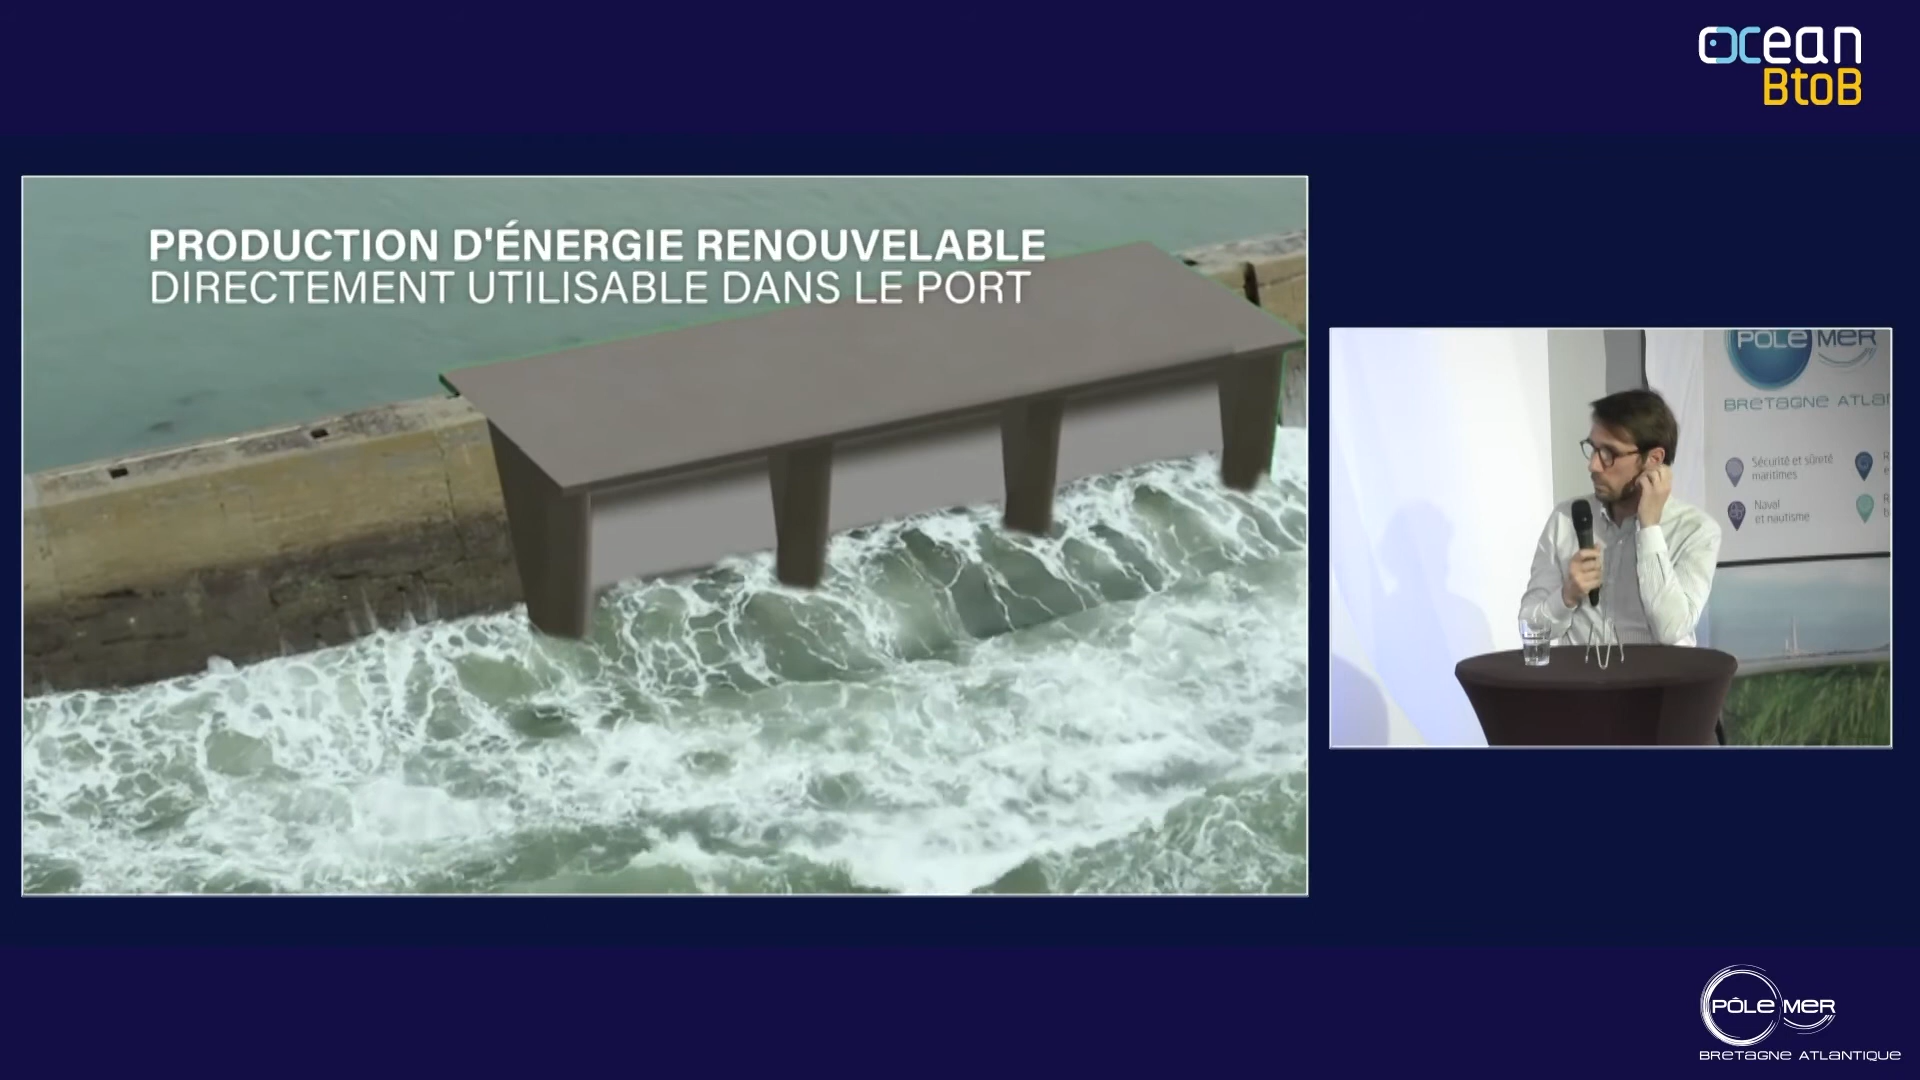 ocean
BtoB
PRODUCTION D'ÉNERGIE RENOUVELABLE
DIRECTEMENT UTILISABLE DANS LE PORT
PÔLE MER
BRETAGNE ATLA
Sécurité et sûreté
maritimes
Naval
et nautisme
PÔLE MER
BRETAGNE ATLANTIQUE